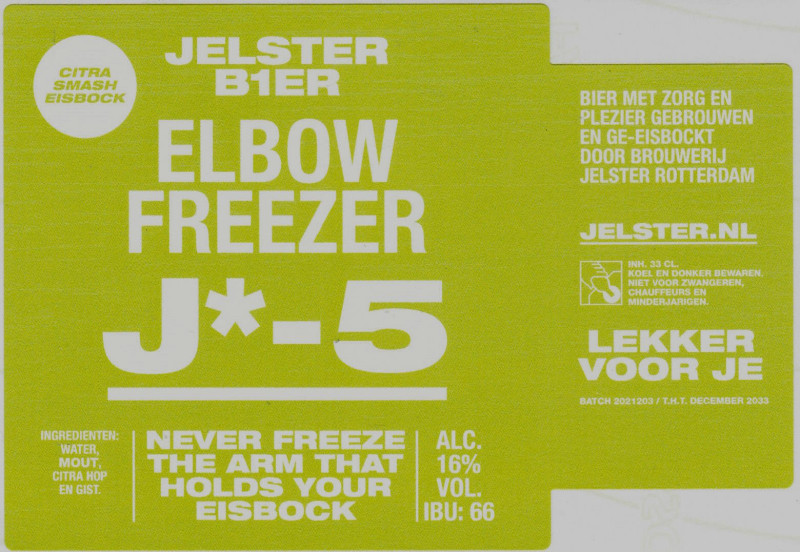 CITRA
SMASH
EISBOCK
JELSTER
B1ER
ELBOW
FREEZER
J*-5
INGREDIENTEN:
WATER,
MOUT,
CITRA HOP
EN GIST.
NEVER FREEZE
THE ARM THAT
HOLDS YOUR
EISBOCK
ALC.
16%
VOL.
IBU: 66
BIER MET ZORG EN
PLEZIER GEBROUWEN
EN GE-EISBOCKT
DOOR BROUWERIJ
JELSTER ROTTERDAM
JELSTER.NL
INH. 33 CL.
KOEL EN DONKER BEWAREN.
NIET VOOR ZWANGEREN,
CHAUFFEURS EN
MINDERJARIGEN.
LEKKER
VOOR JE
BATCH 2021203 / T.H.T. DECEMBER 2033